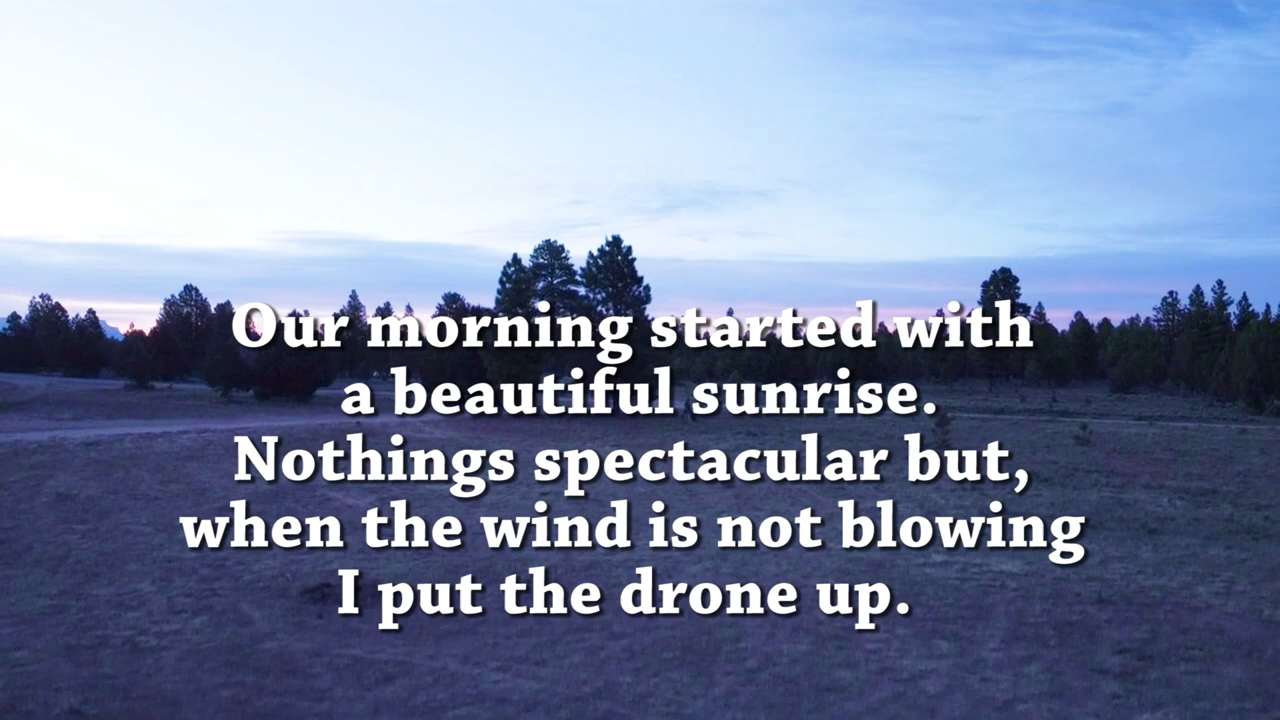 Our morning started with
a beautiful sunrise.
Nothings spectacular but,
when the wind is not blowing
I put the drone up.